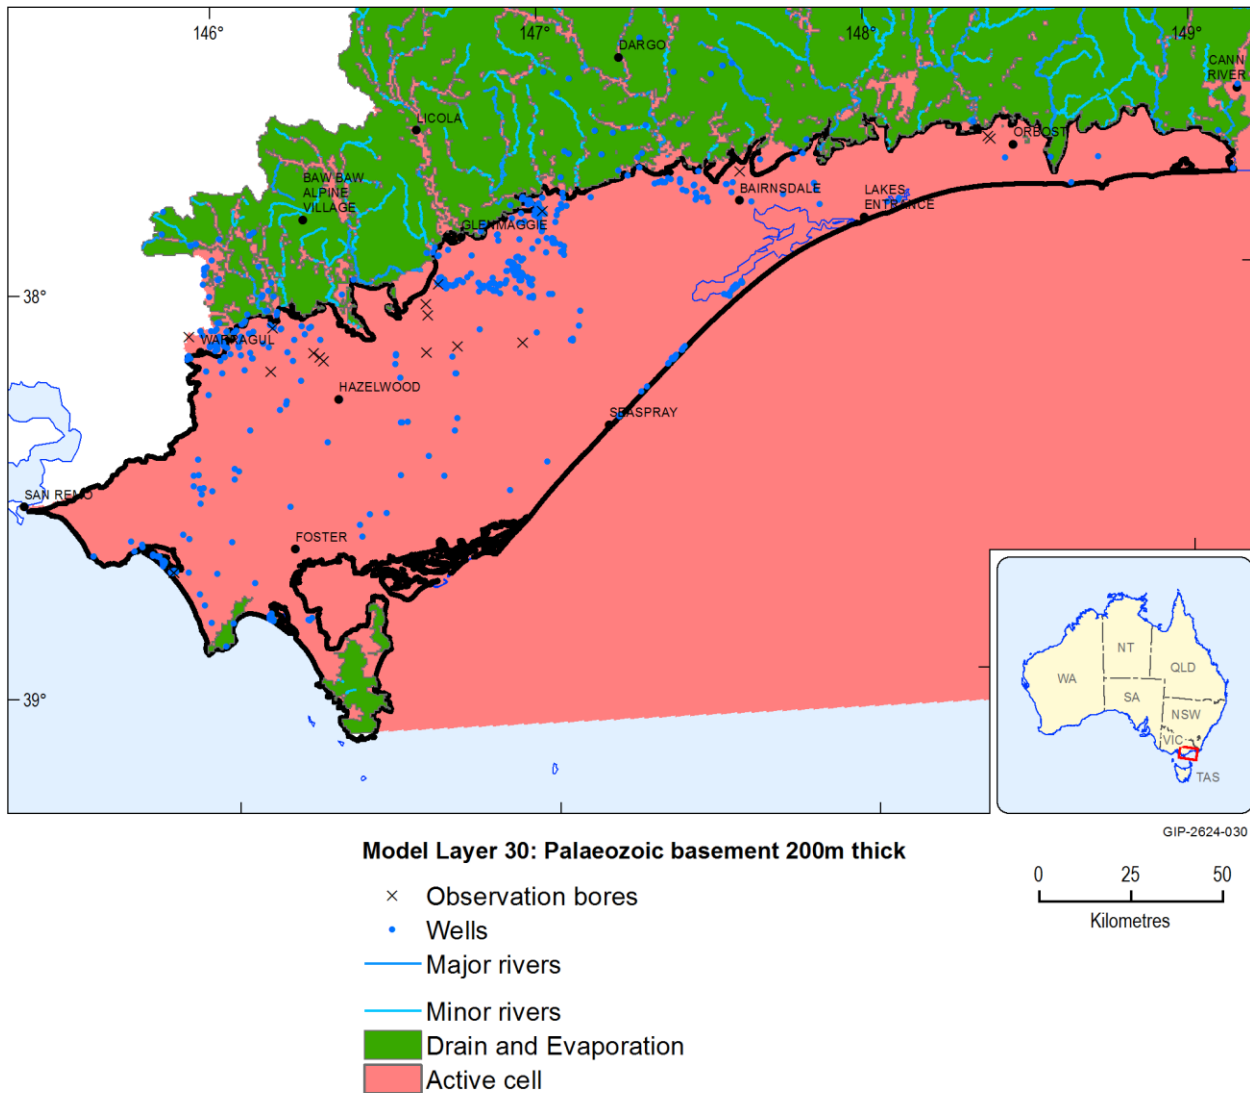 146°
147°
148°
149°
DARGO
CANN
RIVER
LICOLA
ORBOST
BAW BAW
ALPINE
VILLAGE
BAIRNSDALE
LAKES
ENTRANCE
GLENMAGGIE
38°
WARRAGUL
HAZELWOOD
SEASPRAY
SAN REMO
FOSTER
39°
NT
QLD
WA
SA
NSW
VIC
TAS
GIP-2624-030
Model Layer 30: Palaeozoic basement 200m thick
Observation bores
Wells
Major rivers
Minor rivers
Drain and Evaporation
Active cell
0 25 50
Kilometres